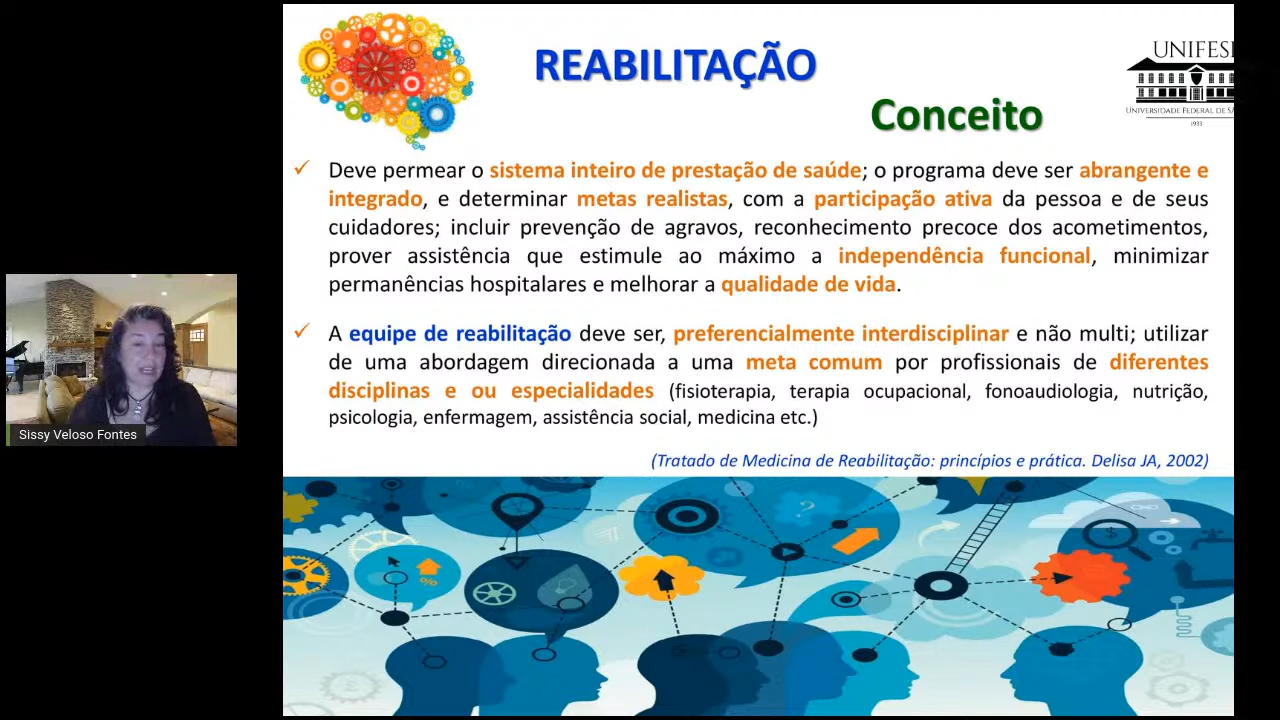 REABILITAÇÃO
Conceito
UNIFES
UNIVERSIDADE FEDERAL DE
1933
✓ Deve permear o sistema inteiro de prestação de saúde; o programa deve ser abrangente e
integrado, e determinar metas realistas, com a participação ativa da pessoa e de seus
cuidadores; incluir prevenção de agravos, reconhecimento precoce dos acometimentos,
prover assistência que estimule ao máximo a independência funcional, minimizar
permanências hospitalares e melhorar a qualidade de vida.
✓ A equipe de reabilitação deve ser, preferencialmente interdisciplinar e não multi; utilizar
de uma abordagem direcionada a uma meta comum por profissionais de diferentes
disciplinas e ou especialidades (fisioterapia, terapia ocupacional, fonoaudiologia, nutrição,
psicologia, enfermagem, assistência social, medicina etc.)
(Tratado de Medicina de Reabilitação: princípios e prática. Delisa JA, 2002)
Sissy Veloso Fontes
%
?
$